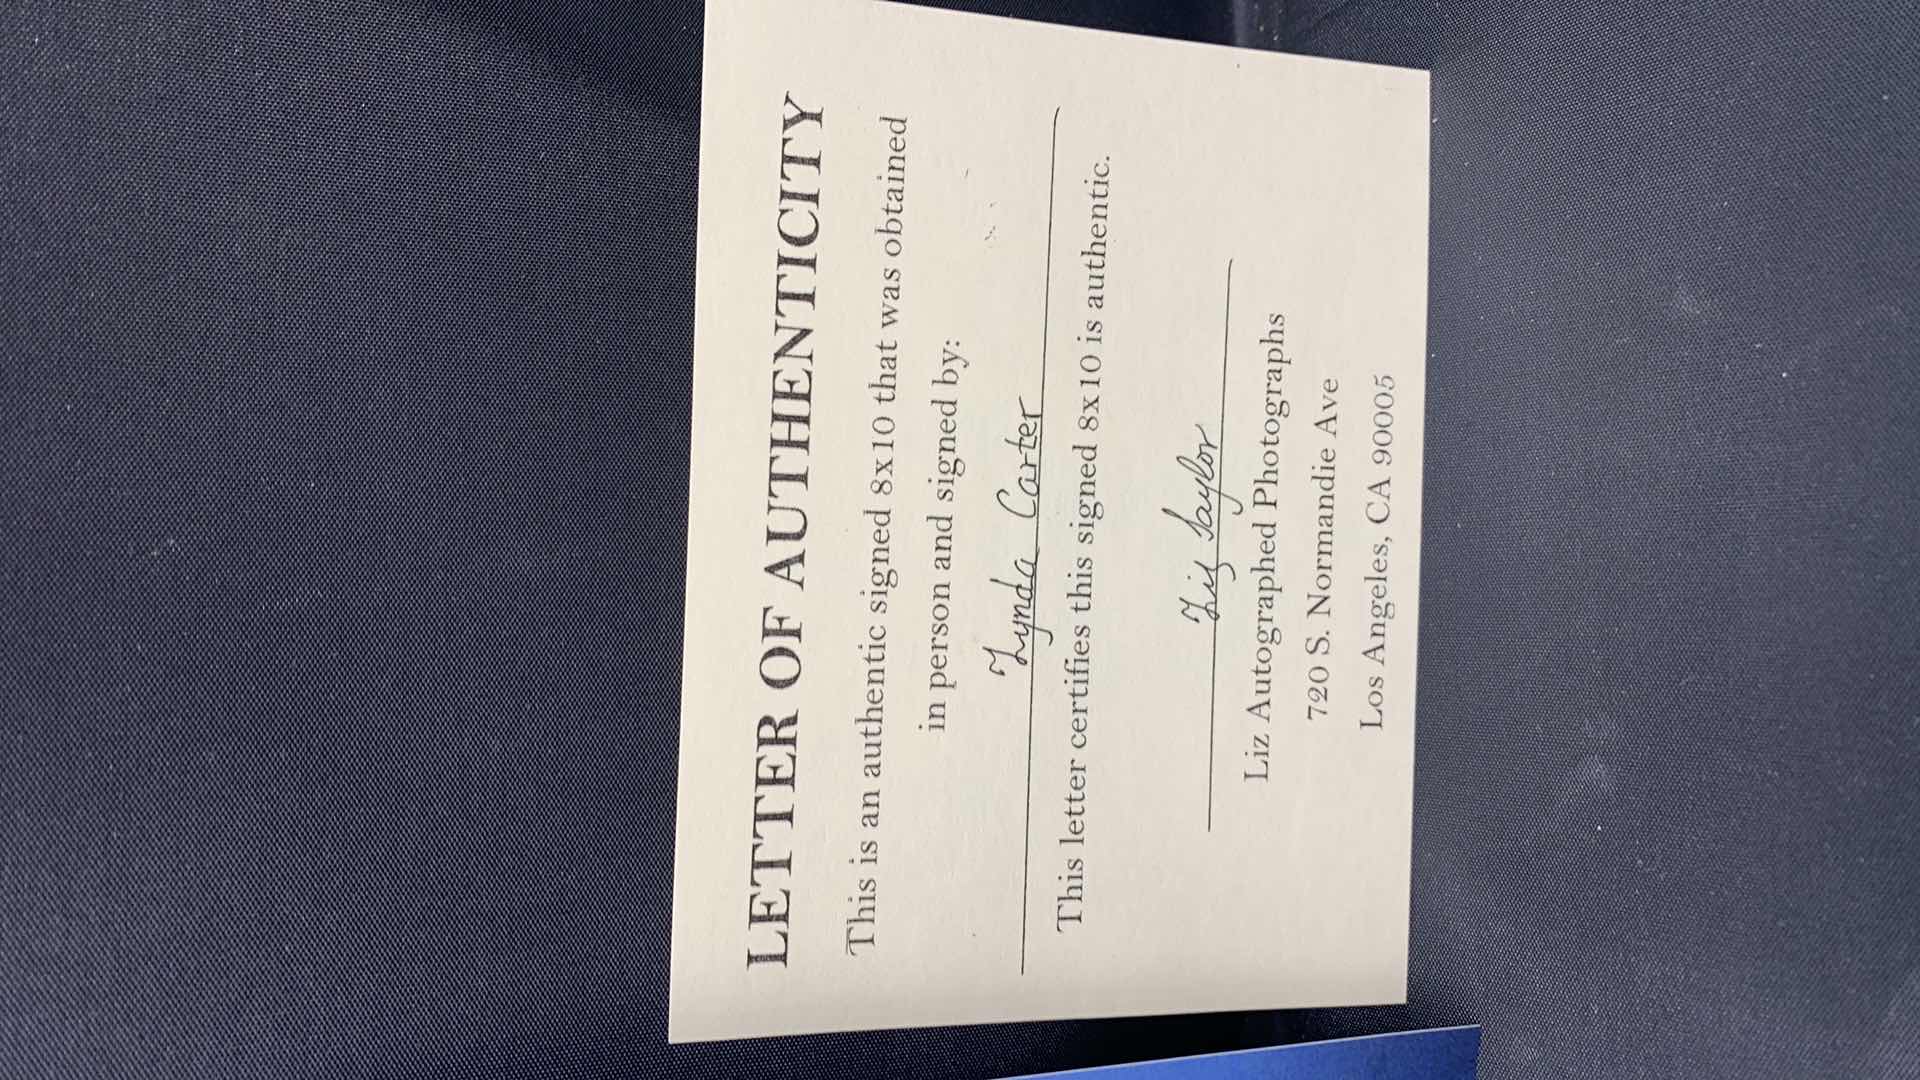 LETTER OF AUTHENTICITY
This is an authentic signed 8x10 that was obtained
in person and signed by:
Lynda Carter
This letter certifies this signed 8x10 is authentic.
Liz Saylor
Liz Autographed Photographs
720 S. Normandie Ave
Los Angeles, CA 90005